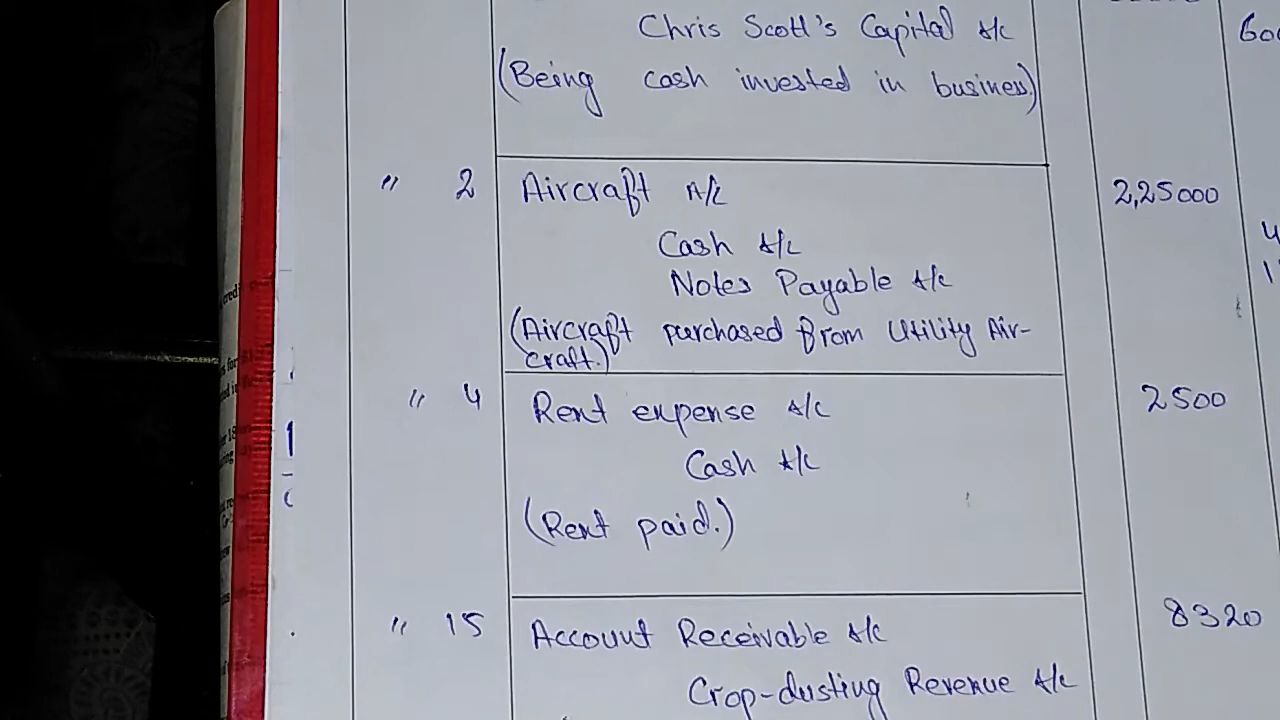 Chris Scott's Capital A/c
(Being cash invested in business.)
" 2 Aircraft A/c 2,25000
Cash A/c
Notes Payable A/c
(Aircraft purchased from Utility Air-
craft.)
" 4 Rent expense A/c 2500
Cash A/c
(Rent paid.)
" 15 Account Receivable A/c 8320
Crop-dusting Revenue A/c